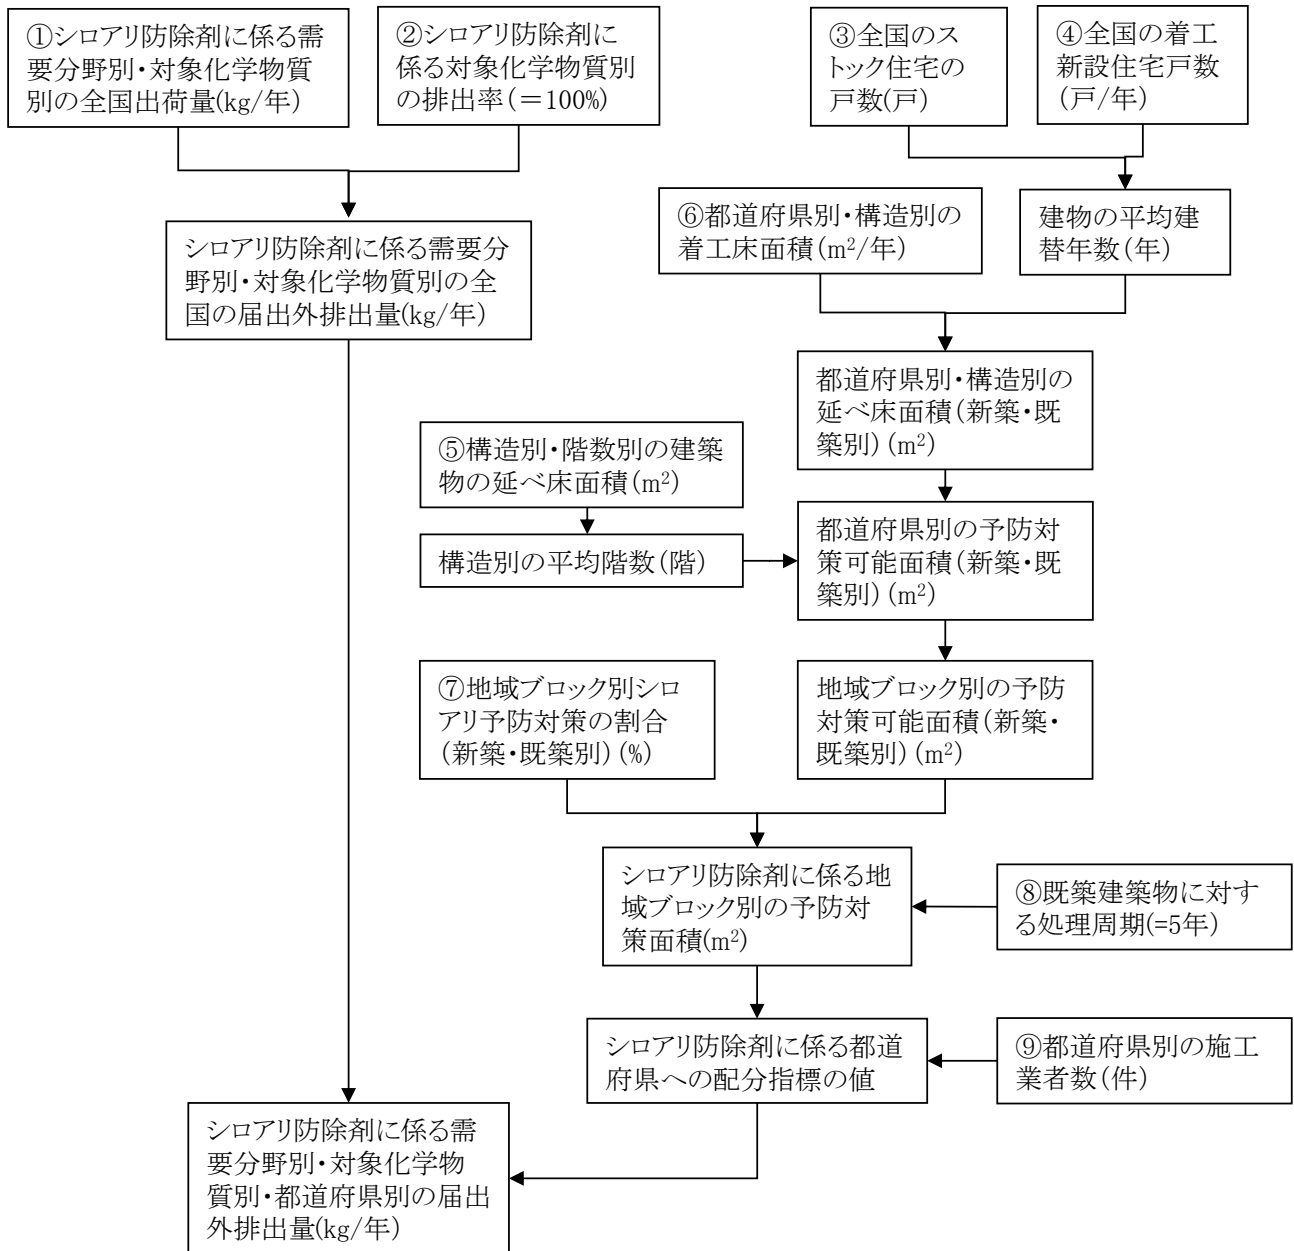 ①シロアリ防除剤に係る需
要分野別・対象化学物質
別の全国出荷量(kg/年)
②シロアリ防除剤に
係る対象化学物質別
の排出率(＝100%)
③全国のス
トック住宅の
戸数(戸)
④全国の着工
新設住宅戸数
(戸/年)
⑥都道府県別・構造別の
着工床面積(m²/年)
建物の平均建
替年数(年)
シロアリ防除剤に係る需要分
野別・対象化学物質別の全
国の届出外排出量(kg/年)
都道府県別・構造別の
延べ床面積(新築・既
築別)(m²)
⑤構造別・階数別の建築
物の延べ床面積(m²)
構造別の平均階数(階)
都道府県別の予防対
策可能面積(新築・既
築別)(m²)
⑦地域ブロック別シロ
アリ予防対策の割合
(新築・既築別)(%)
地域ブロック別の予防
対策可能面積(新築・
既築別)(m²)
シロアリ防除剤に係る地
域ブロック別の予防対
策面積(m²)
⑧既築建築物に対す
る処理周期(=5年)
シロアリ防除剤に係る都道
府県への配分指標の値
⑨都道府県別の施工
業者数(件)
シロアリ防除剤に係る需
要分野別・対象化学物
質別・都道府県別の届出
外排出量(kg/年)